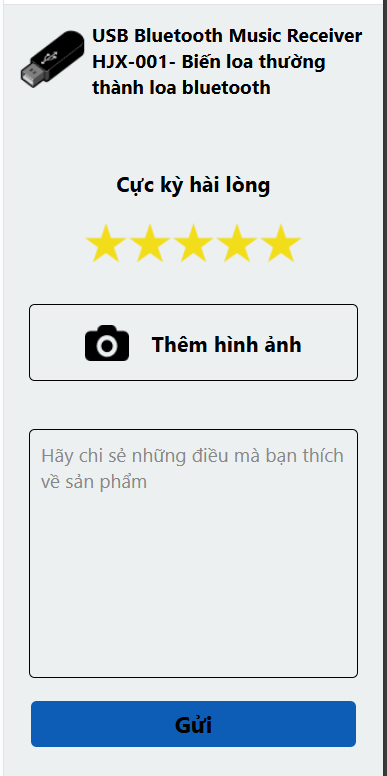 USB Bluetooth Music Receiver
HJX-001- Biến loa thường
thành loa bluetooth
Cực kỳ hài lòng
Thêm hình ảnh
Hãy chi sẻ những điều mà bạn thích
về sản phẩm
Gửi